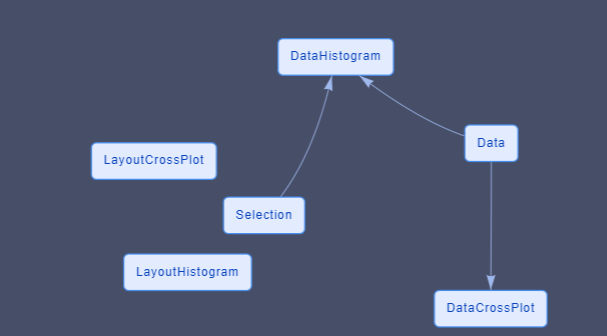 DataHistogram
Data
LayoutCrossPlot
Selection
LayoutHistogram
DataCrossPlot